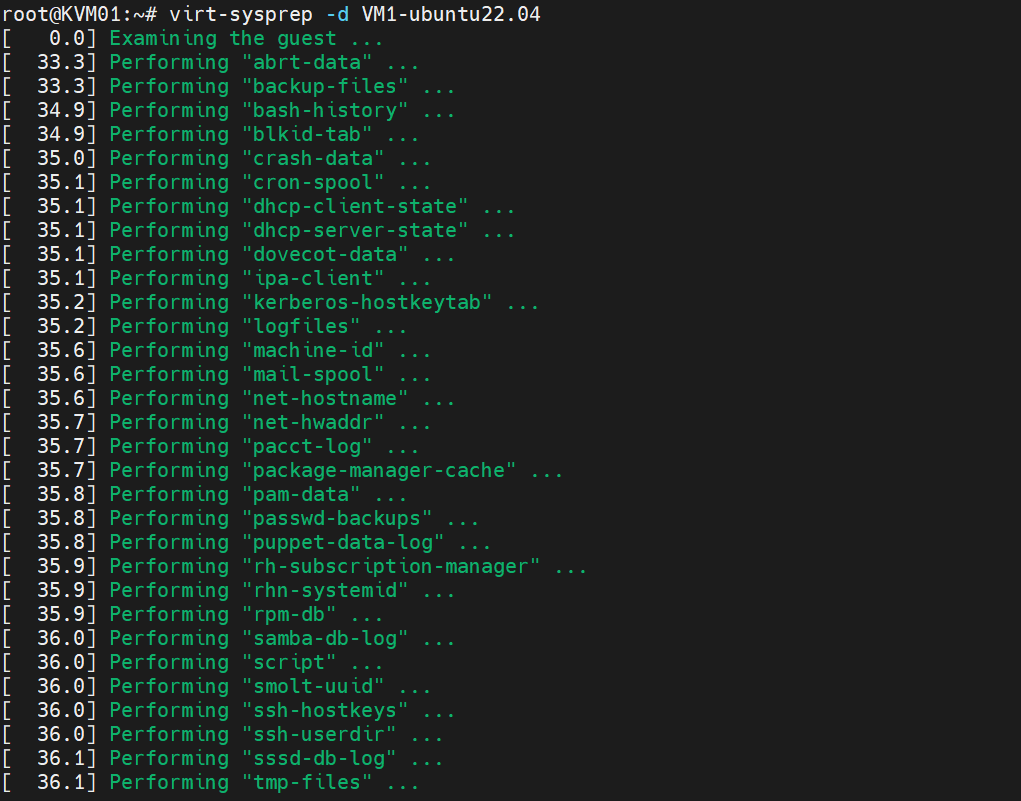 root@KVM01:~# virt-sysprep -d VM1-ubuntu22.04
[   0.0] Examining the guest ...
[  33.3] Performing "abrt-data" ...
[  33.3] Performing "backup-files" ...
[  34.9] Performing "bash-history" ...
[  34.9] Performing "blkid-tab" ...
[  35.0] Performing "crash-data" ...
[  35.1] Performing "cron-spool" ...
[  35.1] Performing "dhcp-client-state" ...
[  35.1] Performing "dhcp-server-state" ...
[  35.1] Performing "dovecot-data" ...
[  35.1] Performing "ipa-client" ...
[  35.2] Performing "kerberos-hostkeytab" ...
[  35.2] Performing "logfiles" ...
[  35.6] Performing "machine-id" ...
[  35.6] Performing "mail-spool" ...
[  35.6] Performing "net-hostname" ...
[  35.7] Performing "net-hwaddr" ...
[  35.7] Performing "pacct-log" ...
[  35.7] Performing "package-manager-cache" ...
[  35.8] Performing "pam-data" ...
[  35.8] Performing "passwd-backups" ...
[  35.8] Performing "puppet-data-log" ...
[  35.9] Performing "rh-subscription-manager" ...
[  35.9] Performing "rhn-systemid" ...
[  35.9] Performing "rpm-db" ...
[  36.0] Performing "samba-db-log" ...
[  36.0] Performing "script" ...
[  36.0] Performing "smolt-uuid" ...
[  36.0] Performing "ssh-hostkeys" ...
[  36.0] Performing "ssh-userdir" ...
[  36.1] Performing "sssd-db-log" ...
[  36.1] Performing "tmp-files" ...